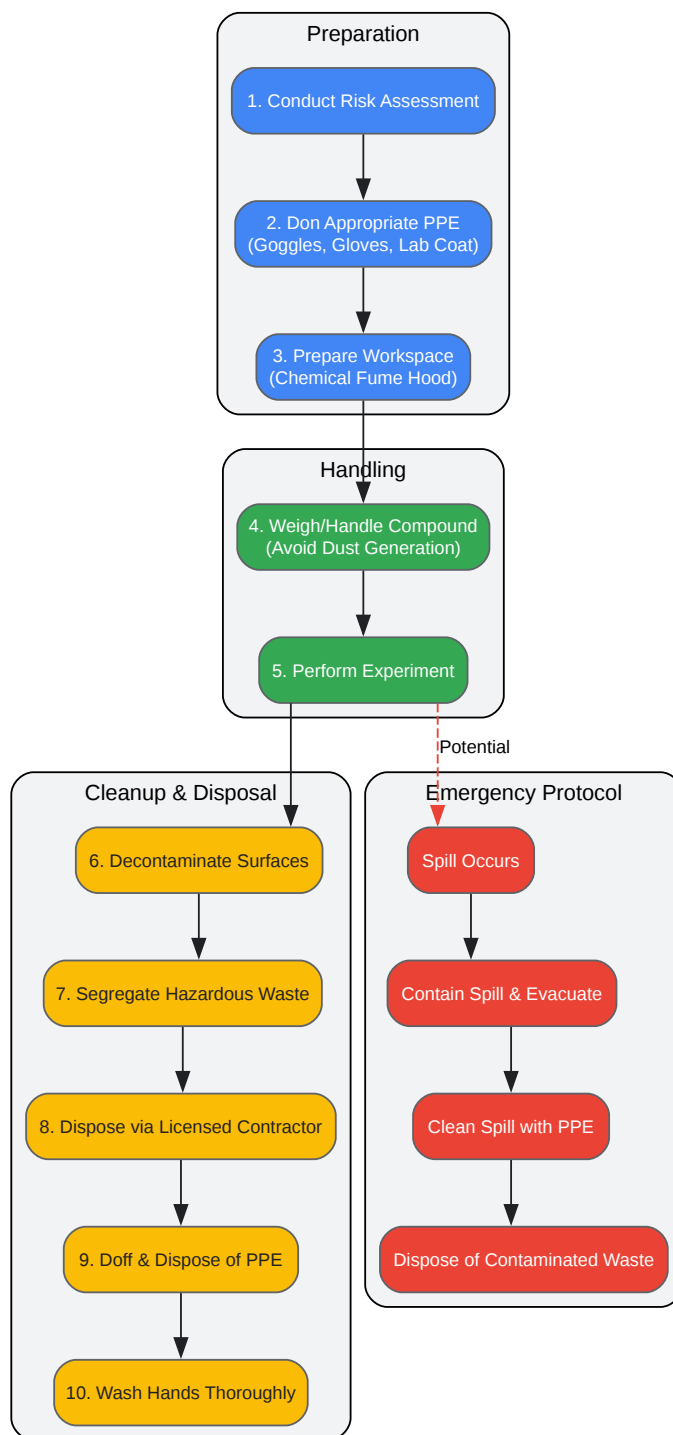 Preparation
1. Conduct Risk Assessment
2. Don Appropriate PPE
(Goggles, Gloves, Lab Coat)
3. Prepare Workspace
(Chemical Fume Hood)
Handling
4. Weigh/Handle Compound
(Avoid Dust Generation)
5. Perform Experiment
Potential
Cleanup & Disposal
6. Decontaminate Surfaces
7. Segregate Hazardous Waste
8. Dispose via Licensed Contractor
9. Doff & Dispose of PPE
10. Wash Hands Thoroughly
Emergency Protocol
Spill Occurs
Contain Spill & Evacuate
Clean Spill with PPE
Dispose of Contaminated Waste